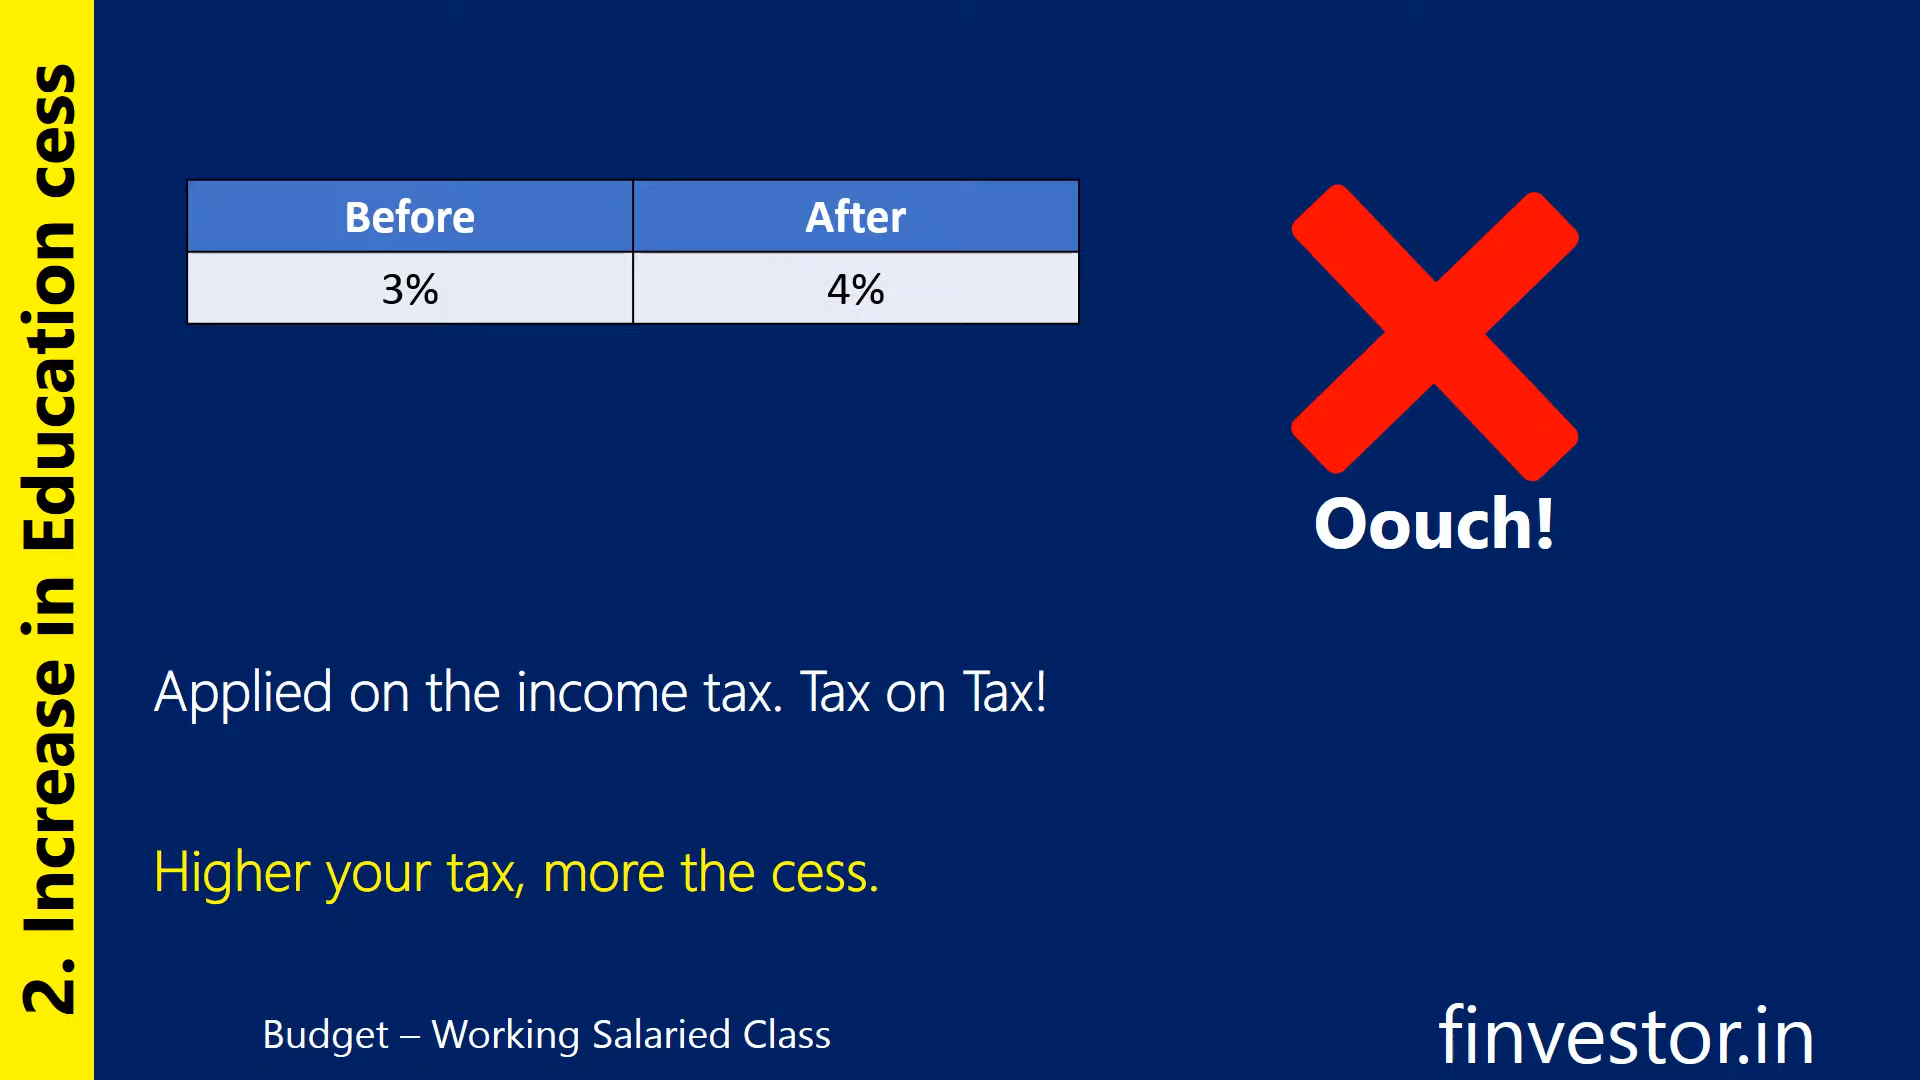 2. Increase in Education cess
Before After
3% 4%
Oouch!
Applied on the income tax. Tax on Tax!
Higher your tax, more the cess.
Budget – Working Salaried Class
finvestor.in